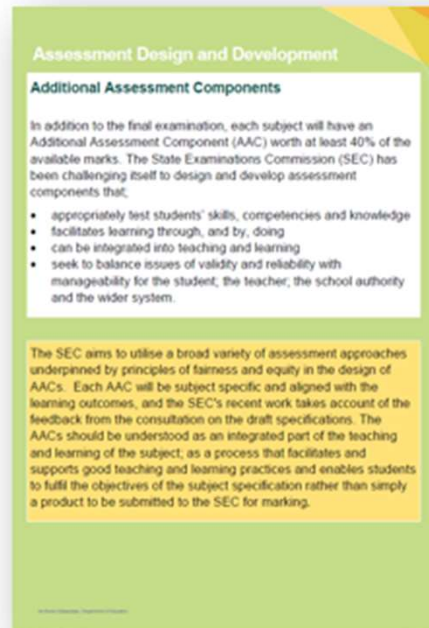 Assessment Design and Development
Additional Assessment Components
In addition to the final examination, each subject will have an
Additional Assessment Component (AAC) worth at least 40% of the
available marks. The State Examinations Commission (SEC) has
been challenging itself to design and develop assessment
components that;
• appropriately test students' skills, competencies and knowledge
• facilitates learning through, and by, doing
• can be integrated into teaching and learning
• seek to balance issues of validity and reliability with
manageability for the student; the teacher; the school authority
and the wider system.
The SEC aims to utilise a broad variety of assessment approaches
underpinned by principles of fairness and equity in the design of
AACs. Each AAC will be subject specific and aligned with the
learning outcomes, and the SEC's recent work takes account of the
feedback from the consultation on the draft specifications. The
AACs should be understood as an integrated part of the teaching
and learning of the subject; as a process that facilitates and
supports good teaching and learning practices and enables students
to fulfil the objectives of the subject specification rather than simply
a product to be submitted to the SEC for marking.